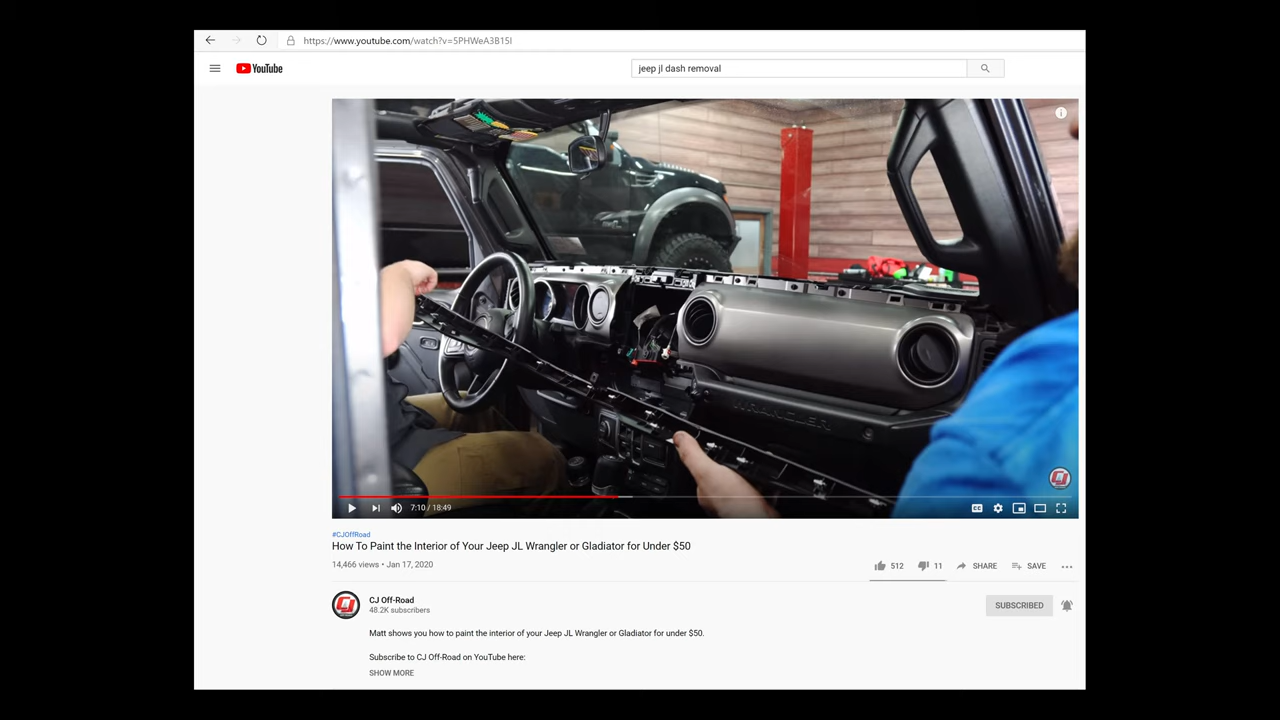 https://www.youtube.com/watch?v=5PHWeA3B15I
YouTube
jeep jl dash removal
WRANGLER
7:10 / 18:49
CC
#CJOffRoad
How To Paint the Interior of Your Jeep JL Wrangler or Gladiator for Under $50
14,466 views • Jan 17, 2020
512
11
SHARE
SAVE
CJ Off-Road
48.2K subscribers
SUBSCRIBED
Matt shows you how to paint the interior of your Jeep JL Wrangler or Gladiator for under $50.
Subscribe to CJ Off-Road on YouTube here:
SHOW MORE